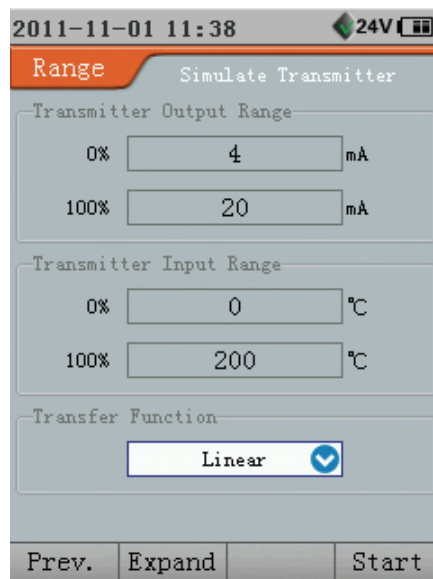 2011-11-01 11:38 24V
Range Simulate Transmitter
Transmitter Output Range
0% 4 mA
100% 20 mA
Transmitter Input Range
0% 0 ℃
100% 200 ℃
Transfer Function
Linear
Prev. Expand Start